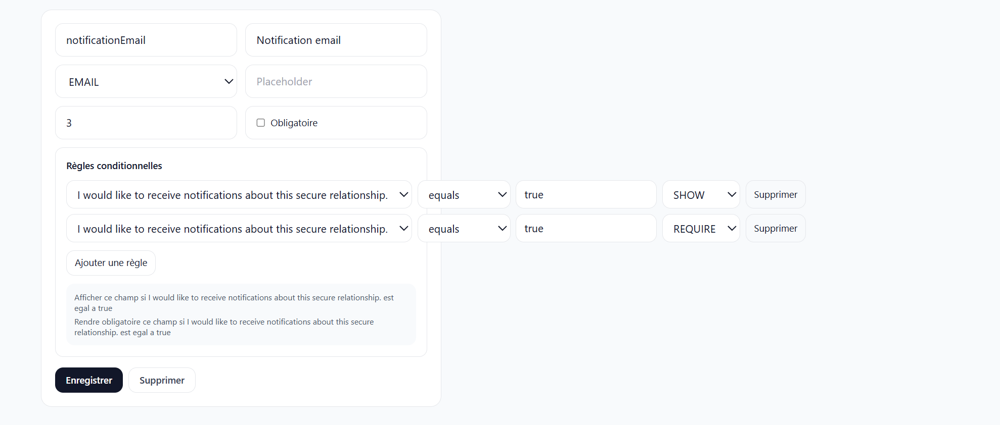 notificationEmail
Notification email
EMAIL
Placeholder
3
Obligatoire
Règles conditionnelles
I would like to receive notifications about this secure relationship.
equals
true
SHOW
Supprimer
I would like to receive notifications about this secure relationship.
equals
true
REQUIRE
Supprimer
Ajouter une règle
Afficher ce champ si I would like to receive notifications about this secure relationship. est
egal a true
Rendre obligatoire ce champ si I would like to receive notifications about this secure
relationship. est egal a true
Enregistrer
Supprimer